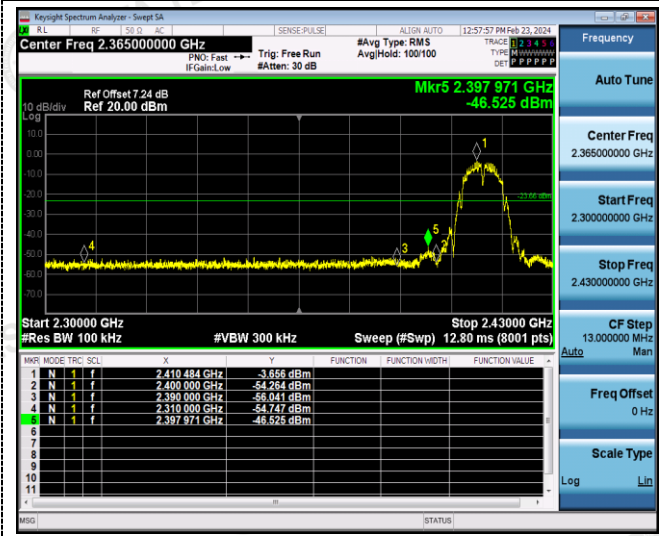 Keysight Spectrum Analyzer - Swept SA
RL RF 50 Ω AC SENSE:PULSE ALIGN AUTO 12:57:57 PM Feb 23, 2024
Center Freq 2.365000000 GHz
PNO: Fast
IFGain:Low
Trig: Free Run
#Atten: 30 dB
#Avg Type: RMS
Avg|Hold: 100/100
TRACE 1 2 3 4 5 6
TYPE M WWWWW
DET P P P P P P
Ref Offset 7.24 dB
10 dB/div Ref 20.00 dBm
Log
Mkr5 2.397 971 GHz
-46.525 dBm
10.0
0.00
-10.0
-20.0
-30.0
-40.0
-50.0
-60.0
-70.0
-23.66 dBm
1
4
3
5
2
Start 2.30000 GHz Stop 2.43000 GHz
#Res BW 100 kHz #VBW 300 kHz Sweep (#Swp) 12.80 ms (8001 pts)
MKR MODE TRC SCL X Y FUNCTION FUNCTION WIDTH FUNCTION VALUE
1 N 1 f 2.410 484 GHz -3.656 dBm
2 N 1 f 2.400 000 GHz -54.264 dBm
3 N 1 f 2.390 000 GHz -56.041 dBm
4 N 1 f 2.310 000 GHz -54.747 dBm
5 N 1 f 2.397 971 GHz -46.525 dBm
6
7
8
9
10
11
MSG STATUS
Frequency
Auto Tune
Center Freq
2.365000000 GHz
Start Freq
2.300000000 GHz
Stop Freq
2.430000000 GHz
CF Step
13.000000 MHz
Auto Man
Freq Offset
0 Hz
Scale Type
Log Lin